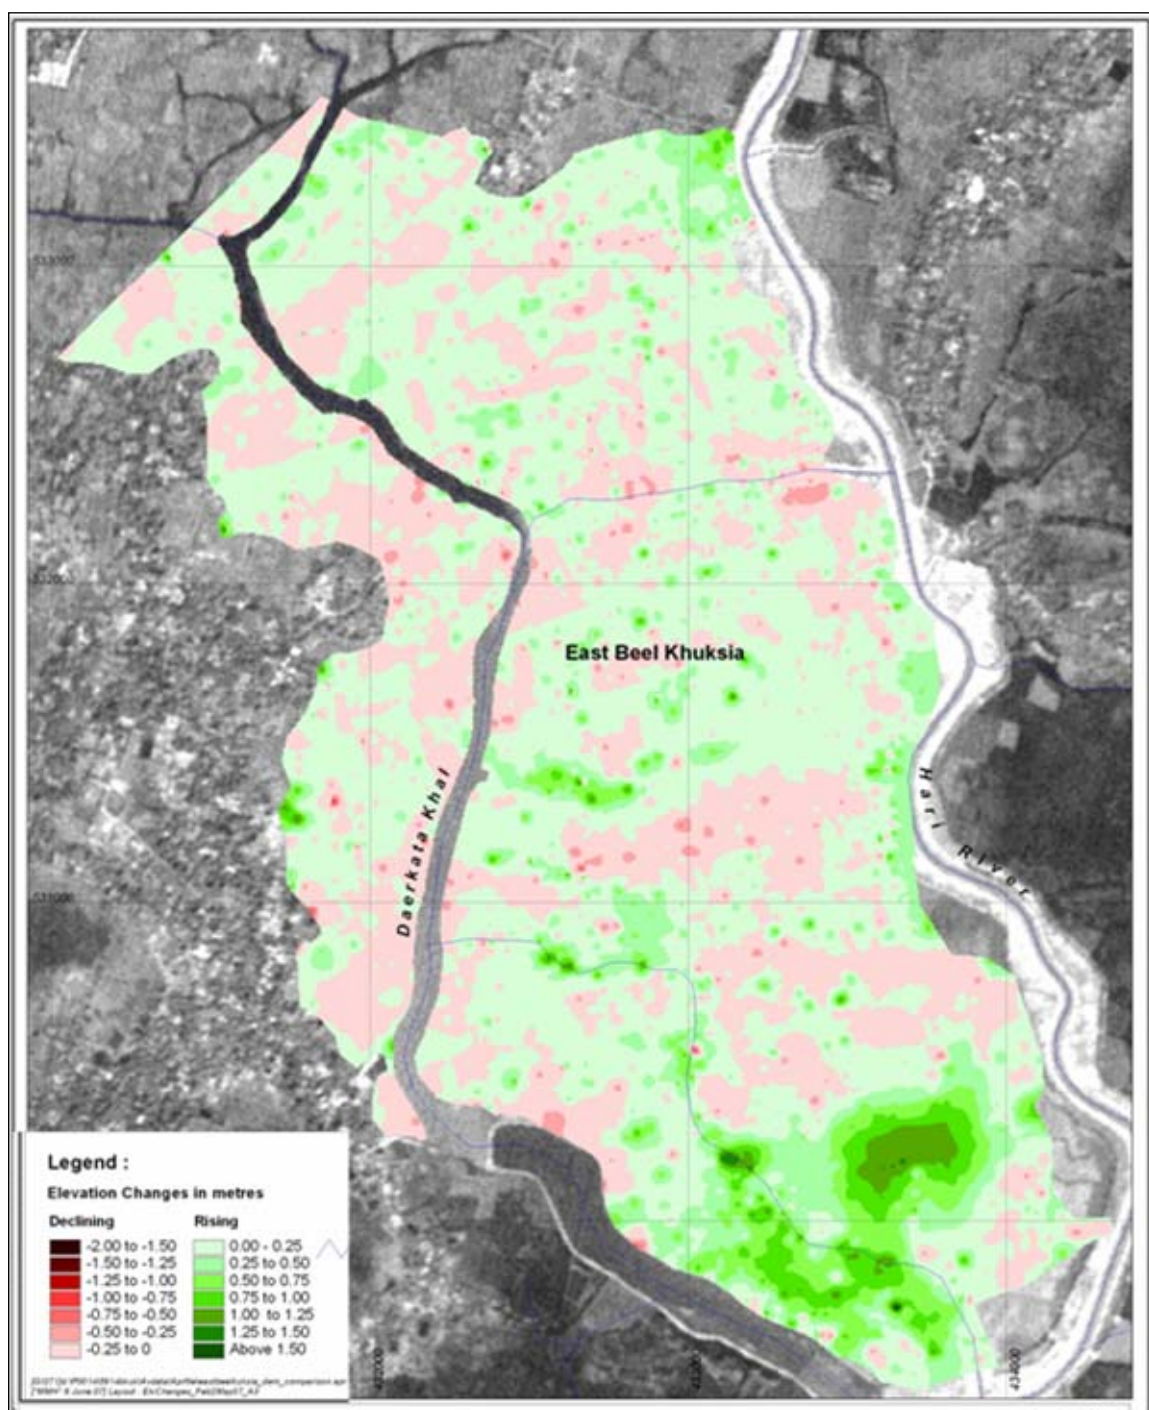 East Beel Khuksia
Daerkata Khal
Hari River
511000
Legend :
Elevation Changes in metres
Declining Rising
-2.00 to -1.50 0.00 - 0.25
-1.50 to -1.25 0.25 to 0.50
-1.25 to -1.00 0.50 to 0.75
-1.00 to -0.75 0.75 to 1.00
-0.75 to -0.50 1.00 to 1.25
-0.50 to -0.25 1.25 to 1.50
-0.25 to 0 Above 1.50
434000